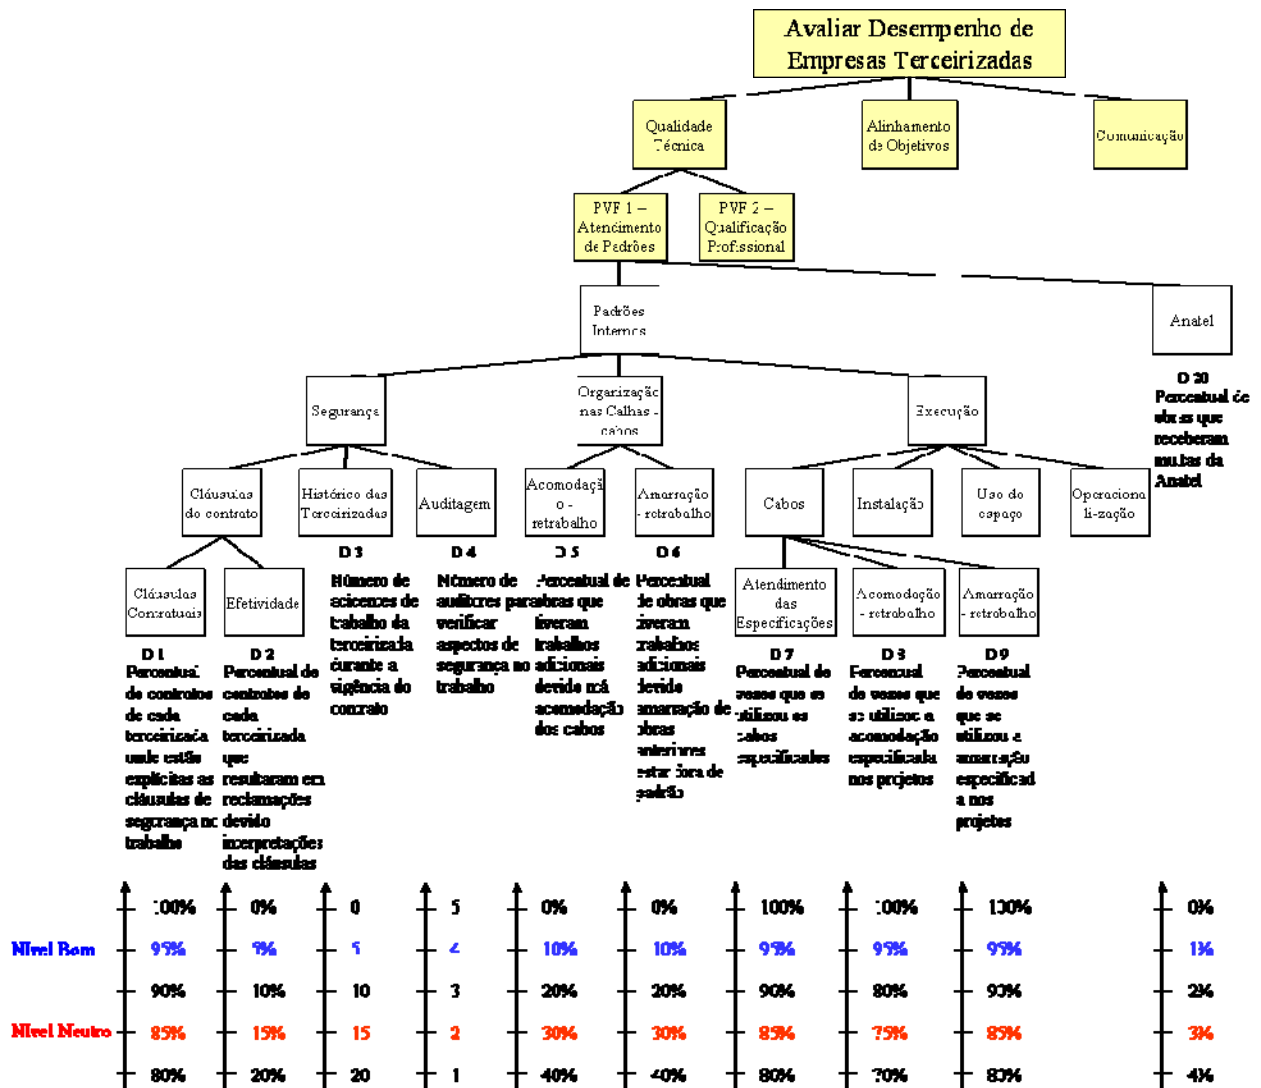 Avaliar Desempenho de
Empresas Terceirizadas
Qualidade
Técnica
Alinhamento
de Objetivos
Comunicação
PVF 1 –
Atendimento
de Padrões
PVF 2 –
Qualificação
Profissional
Padrões
Internos
Anatel
D 20
Percentual de
obras que
receberam
multas da
Anatel
Segurança
Organização
nas Calhas -
cabos
Execução
Cláusulas
do contrato
Histórico das
Terceirizadas
Auditagem
Acomodaçã
o -
retrabalho
Amarração
- retrabalho
Cabos
Instalação
Uso do
espaço
Operaciona
li-zação
Cláusulas
Contratuais
Efetividade
D 3
Número de
acicentes de
trabalho da
terceirizada
durante a
vigência do
contrato
D 4
Número de
auditores para
verificar
aspectos de
segurança no
trabalho
D 5
Percentual de
obras que
tiveram
trabalhos
adicionais
devido má
acomodação
dos cabos
D 6
Percentual
de obras que
tiveram
trabalhos
adicionais
devido
amarração de
obras
anteriores
estar fora de
padrão
Atendimento
das
Especificações
Acomodação
- retrabalho
Amarração
- retrabalho
D 1
Percentual
de contratos
de cada
terceirizada
onde estão
explícitas as
cláusulas de
segurança no
trabalho
D 2
Percentual de
contratos de
cada
terceirizada
que
resultaram em
reclamações
devido
interpretações
das cláusulas
D 7
Percentual de
vezes que se
utilizou os
cabos
especificados
D 8
Percentual
de vezes que
se utilizou a
acomodação
especificada
nos projetos
D 9
Percentual
de vezes
que se
utilizou a
amarração
especificad
a nos
projetos
100% 0% 0 5 0% 0% 100% 100% 100% 0%
Nível Bom 95% 5% 5 4 10% 10% 95% 95% 95% 1%
90% 10% 10 3 20% 20% 90% 80% 90% 2%
Nível Neutro 85% 15% 15 2 30% 30% 85% 75% 85% 3%
80% 20% 20 1 40% 40% 80% 70% 80% 4%